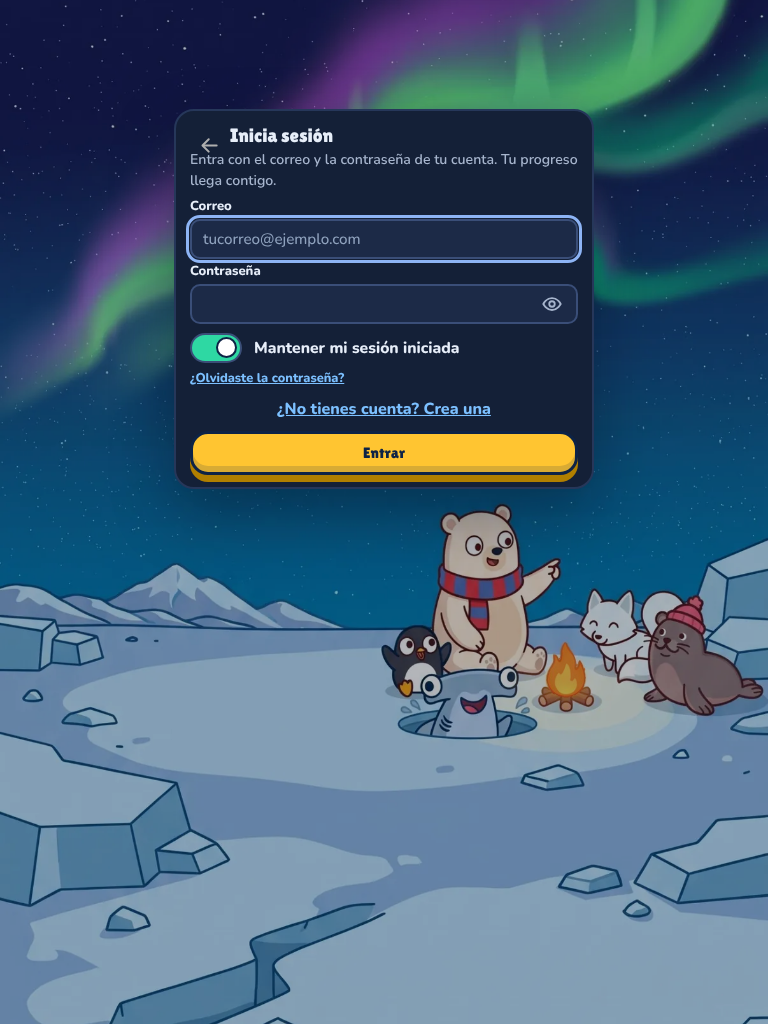 Inicia sesión
Entra con el correo y la contraseña de tu cuenta. Tu progreso
llega contigo.
Correo
tucorreo@ejemplo.com
Contraseña
Mantener mi sesión iniciada
¿Olvidaste la contraseña?
¿No tienes cuenta? Crea una
Entrar